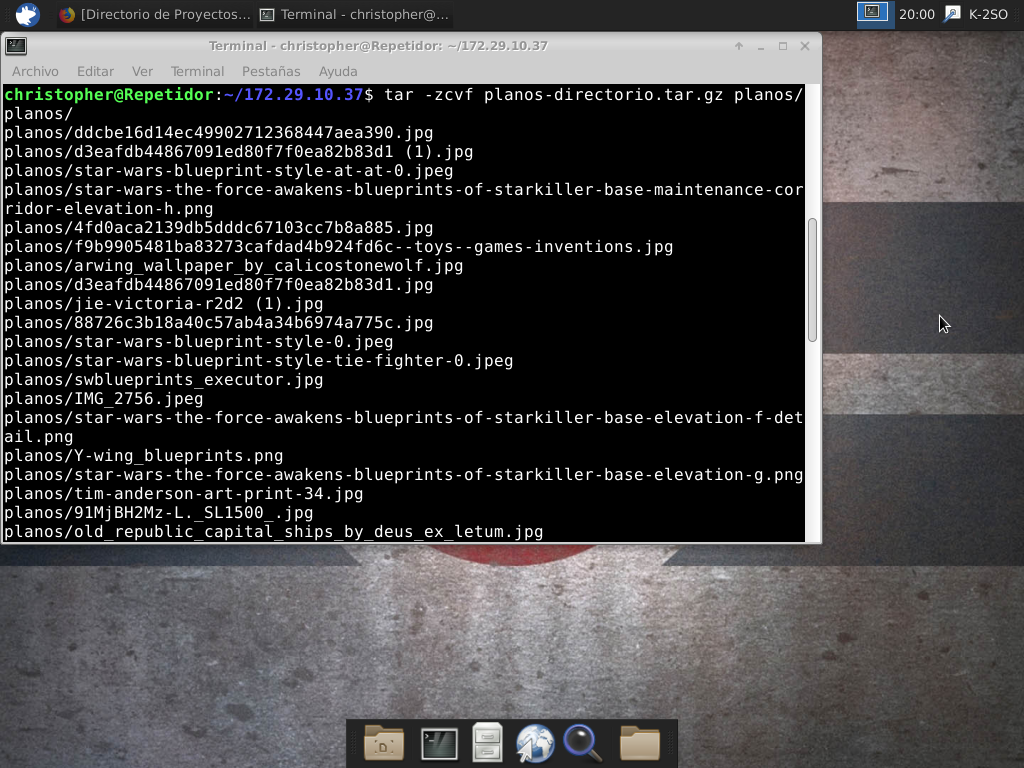 [Directorio de Proyectos...
Terminal - christopher@...
20:00
K-2SO
Terminal - christopher@Repetidor: ~/172.29.10.37
Archivo Editar Ver Terminal Pestañas Ayuda
christopher@Repetidor:~/172.29.10.37$ tar -zcvf planos-directorio.tar.gz planos/
planos/
planos/ddcbe16d14ec49902712368447aea390.jpg
planos/d3eafdb44867091ed80f7f0ea82b83d1 (1).jpg
planos/star-wars-blueprint-style-at-at-0.jpeg
planos/star-wars-the-force-awakens-blueprints-of-starkiller-base-maintenance-cor
ridor-elevation-h.png
planos/4fd0aca2139db5dddc67103cc7b8a885.jpg
planos/f9b9905481ba83273cafdad4b924fd6c--toys--games-inventions.jpg
planos/arwing_wallpaper_by_calicostonewolf.jpg
planos/d3eafdb44867091ed80f7f0ea82b83d1.jpg
planos/jie-victoria-r2d2 (1).jpg
planos/88726c3b18a40c57ab4a34b6974a775c.jpg
planos/star-wars-blueprint-style-0.jpeg
planos/star-wars-blueprint-style-tie-fighter-0.jpeg
planos/swblueprints_executor.jpg
planos/IMG_2756.jpeg
planos/star-wars-the-force-awakens-blueprints-of-starkiller-base-elevation-f-det
ail.png
planos/Y-wing_blueprints.png
planos/star-wars-the-force-awakens-blueprints-of-starkiller-base-elevation-g.png
planos/tim-anderson-art-print-34.jpg
planos/91MjBH2Mz-L._SL1500_.jpg
planos/old_republic_capital_ships_by_deus_ex_letum.jpg
D